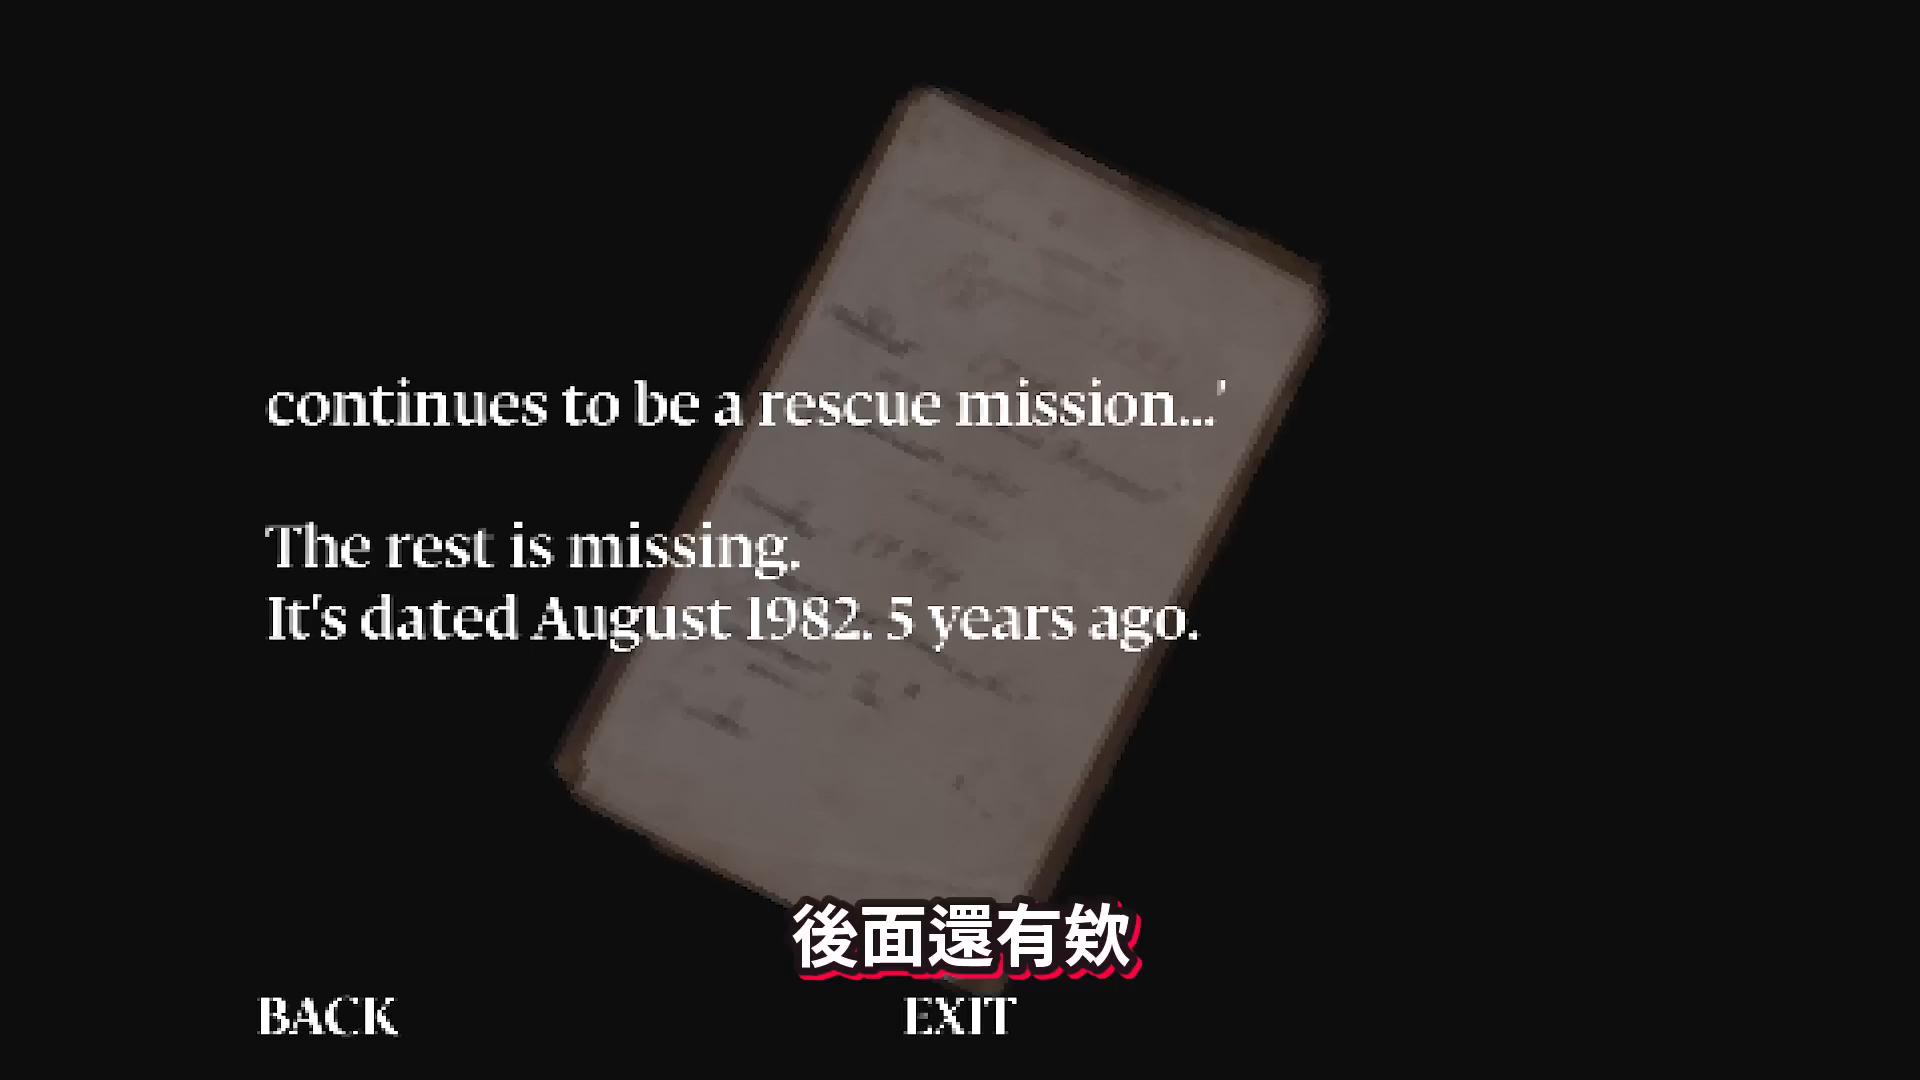 continues to be a rescue mission...'
The rest is missing.
It's dated August 1982. 5 years ago.
後面還有欸
BACK
EXIT